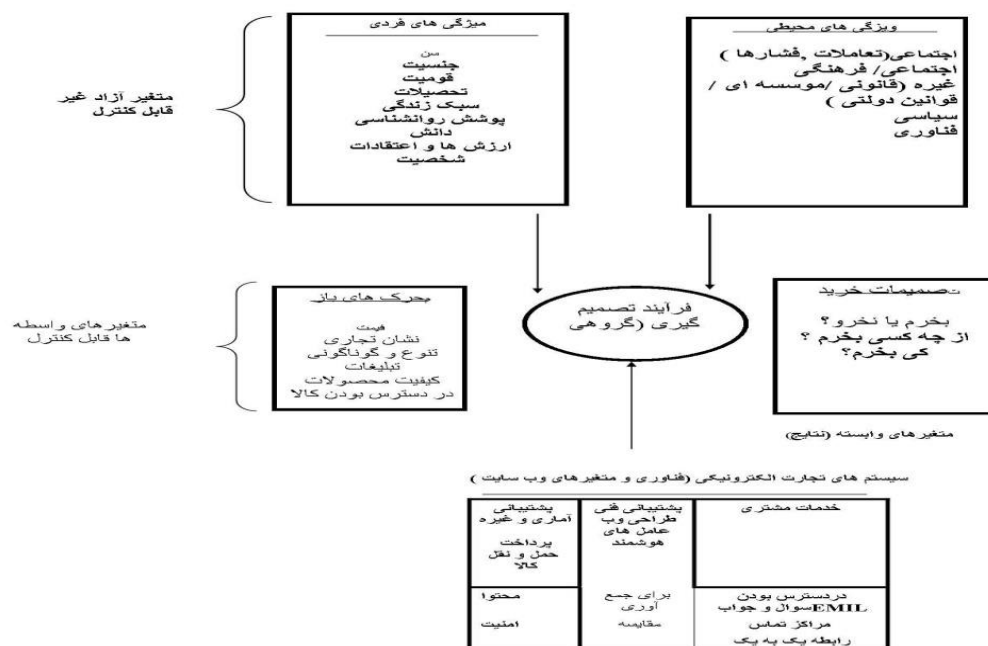 ویزگی های محیطی
اجتماعی(تعاملات ,فشارها )
اجتماعی/ فرهنگی
غیره (قانونی /موسسه ای /
قوانین دولتی )
سیاسی
فناوری
میزگی های فردی
سن
جنسیت
قومیت
تحصیلات
سبک زندگی
پوشش روانشناسی
دانش
ارزش ها و اعتقادات
شخصیت
متغیر آزاد غیر
قابل کنترل
تصمیمات خرید
بخرم یا نخرو؟
از چه کسی بخرم ؟
کی بخرم؟
متغیرهای وابسته (نتایج)
فرآیند تصمیم
گیری (گروهی
بحرک های باز
قیمت
نشان تجاری
تنوع و گوناگونی
تبلیغات
کیفیت محصولات
در دسترس بودن کالا
متغیرهای واسطه
ها قابل کنترل
سیستم های تجارت الکترونیکی (فناوری و متغیرهای وب سایت )
خدمات مشتری
پشتیبانی فنی
طراحی وب
عامل های
هوشمند
پشتیبانی
آماری و غیره
پرداخت
حمل و نقل
کالا
دردسترس بودن
EMILسوال و جواب
مراکز تماس
رابطه یک به یک
برای جمع
آوری
مقایسه
محتوا
امنیت